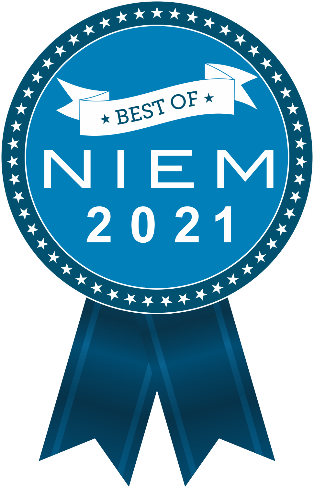 ★ BEST OF ★
NIEM
2021